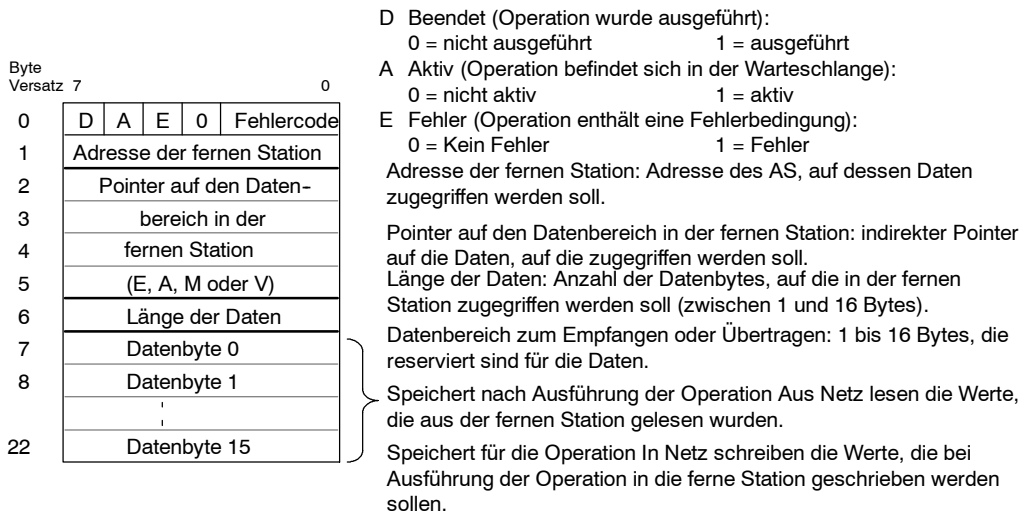 Byte
Versatz 7 0
0 D A E 0 Fehlercode
1 Adresse der fernen Station
2 Pointer auf den Daten-
3 bereich in der
4 fernen Station
5 (E, A, M oder V)
6 Länge der Daten
7 Datenbyte 0
8 Datenbyte 1
22 Datenbyte 15
D Beendet (Operation wurde ausgeführt):
0 = nicht ausgeführt 1 = ausgeführt
A Aktiv (Operation befindet sich in der Warteschlange):
0 = nicht aktiv 1 = aktiv
E Fehler (Operation enthält eine Fehlerbedingung):
0 = Kein Fehler 1 = Fehler
Adresse der fernen Station: Adresse des AS, auf dessen Daten
zugegriffen werden soll.
Pointer auf den Datenbereich in der fernen Station: indirekter Pointer
auf die Daten, auf die zugegriffen werden soll.
Länge der Daten: Anzahl der Datenbytes, auf die in der fernen
Station zugegriffen werden soll (zwischen 1 und 16 Bytes).
Datenbereich zum Empfangen oder Übertragen: 1 bis 16 Bytes, die
reserviert sind für die Daten.
Speichert nach Ausführung der Operation Aus Netz lesen die Werte,
die aus der fernen Station gelesen wurden.
Speichert für die Operation In Netz schreiben die Werte, die bei
Ausführung der Operation in die ferne Station geschrieben werden
sollen.